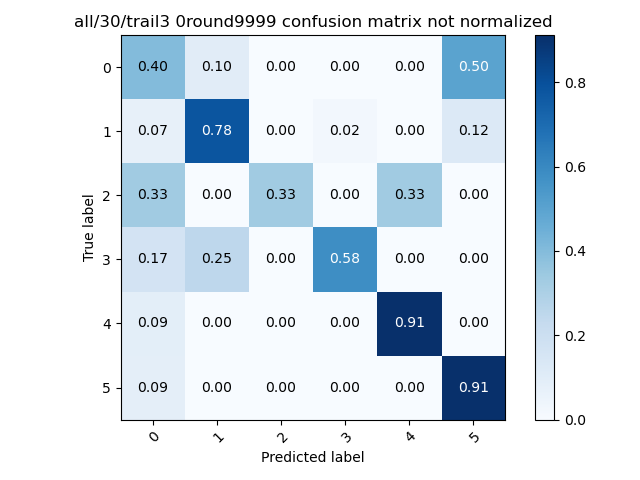 all/30/trail3 0round9999 confusion matrix not normalized
0 0.40 0.10 0.00 0.00 0.00 0.50
1 0.07 0.78 0.00 0.02 0.00 0.12
2 0.33 0.00 0.33 0.00 0.33 0.00
3 0.17 0.25 0.00 0.58 0.00 0.00
4 0.09 0.00 0.00 0.00 0.91 0.00
5 0.09 0.00 0.00 0.00 0.00 0.91
0 1 2 3 4 5
True label
Predicted label
0.8
0.6
0.4
0.2
0.0